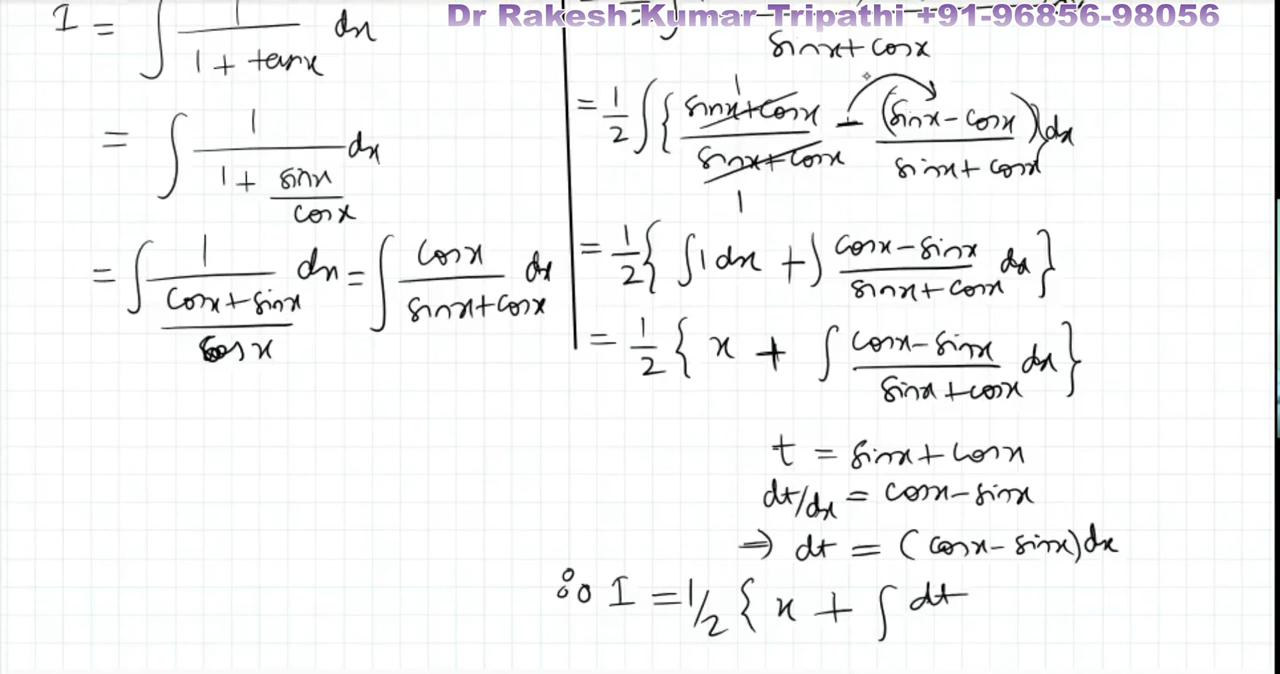 Dr Rakesh Kumar Tripathi +91-96856-98056
I = ∫ 1/(1 + tanx) dx
= ∫ 1/(1 + sinx/cosx) dx
= ∫ 1/((cosx + sinx)/cosx) dx = ∫ cosx/(sinx + cosx) dx
sinx + cosx
= 1/2 ∫ { (sinx + cosx)/(sinx + cosx) 1 1 - (sinx - cosx)/(sinx + cosx) } dx
= 1/2 { ∫ 1 dx + ∫ (cosx - sinx)/(sinx + cosx) dx }
= 1/2 { x + ∫ (cosx - sinx)/(sinx + cosx) dx }
t = sinx + cosx
dt/dx = cosx - sinx
⇒ dt = (cosx - sinx)dx
∴ I = 1/2 { x + ∫ dt